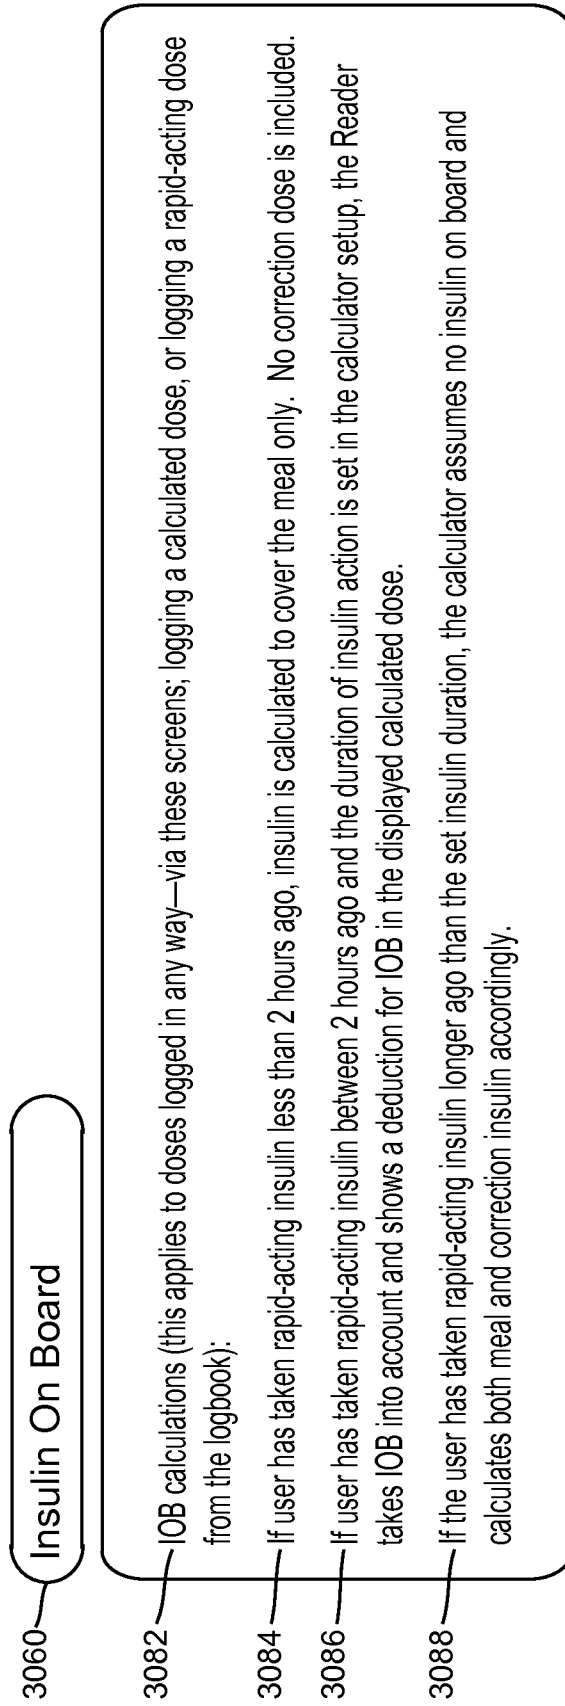 3060
Insulin On Board
3082 IOB calculations (this applies to doses logged in any way—via these screens; logging a calculated dose, or logging a rapid-acting dose
from the logbook):
3084 If user has taken rapid-acting insulin less than 2 hours ago, insulin is calculated to cover the meal only. No correction dose is included.
3086 If user has taken rapid-acting insulin between 2 hours ago and the duration of insulin action is set in the calculator setup, the Reader
takes IOB into account and shows a deduction for IOB in the displayed calculated dose.
3088 If the user has taken rapid-acting insulin longer ago than the set insulin duration, the calculator assumes no insulin on board and
calculates both meal and correction insulin accordingly.